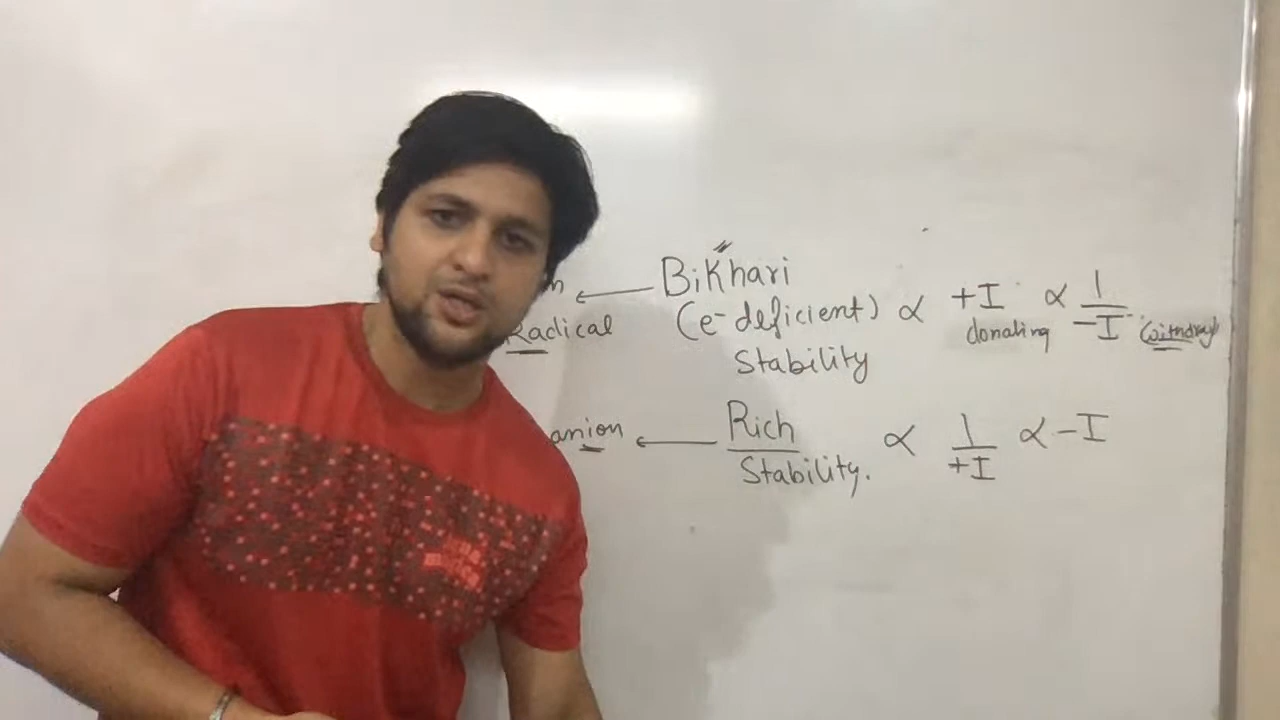 BiKhari
(e- deficient) ∝ +I ∝ 1/-I
donating
Radical
Stability
anion ← Rich ∝ 1/+I ∝ -I
Stability.